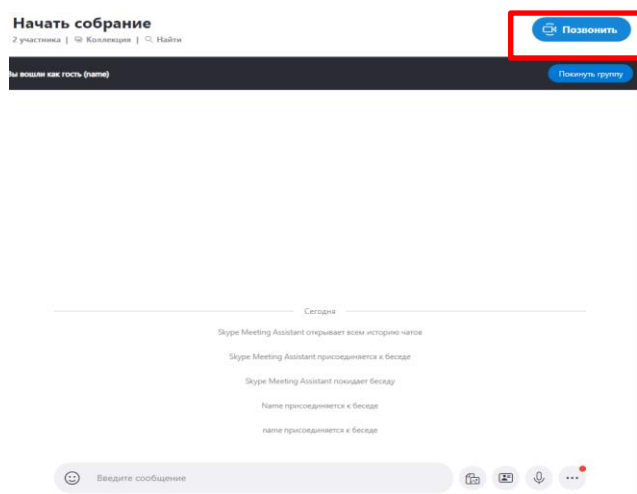 Начать собрание
Позвонить
2 участника | Коллекция | Найти
Вы вошли как гость (name)
Покинуть группу
Сегодня
Skype Meeting Assistant открывает всем историю чатов
Skype Meeting Assistant присоединяется к беседе
Skype Meeting Assistant покидает беседу
Name присоединяется к беседе
name присоединяется к беседе
Введите сообщение